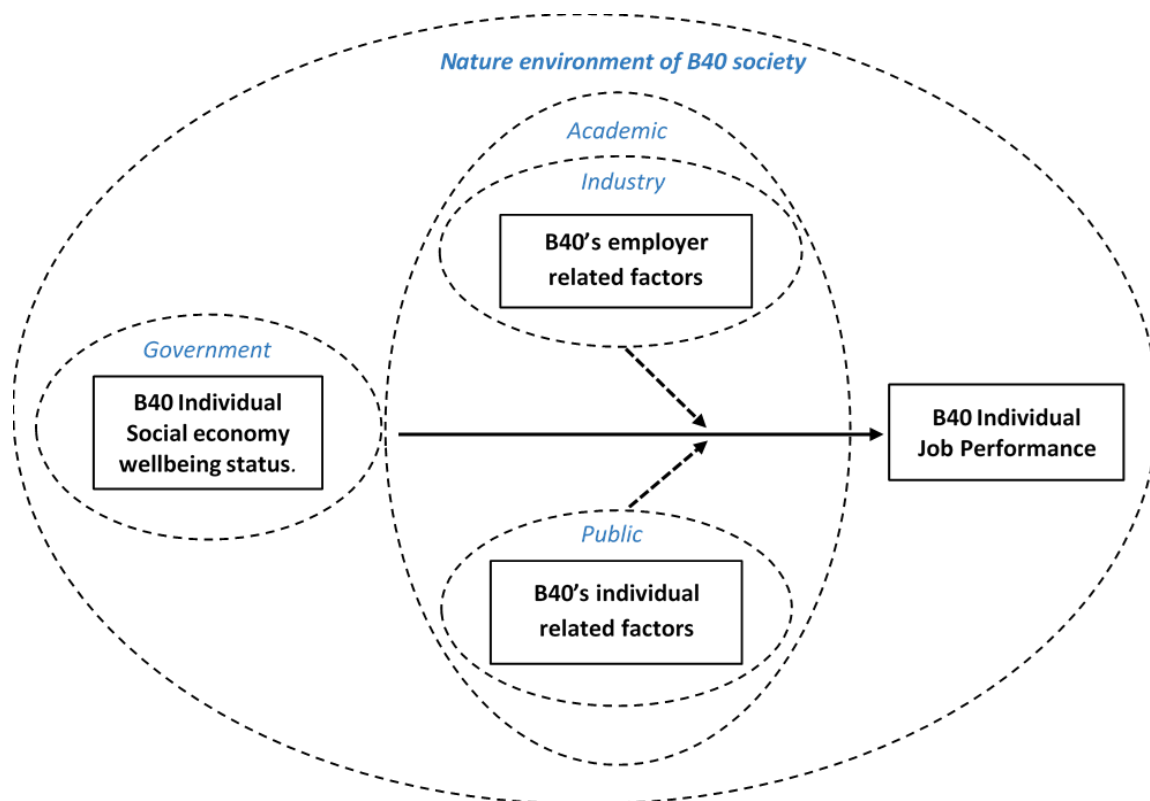 Nature environment of B40 society
Academic
Industry
B40's employer
related factors
Government
B40 Individual
Social economy
wellbeing status.
B40 Individual
Job Performance
Public
B40's individual
related factors